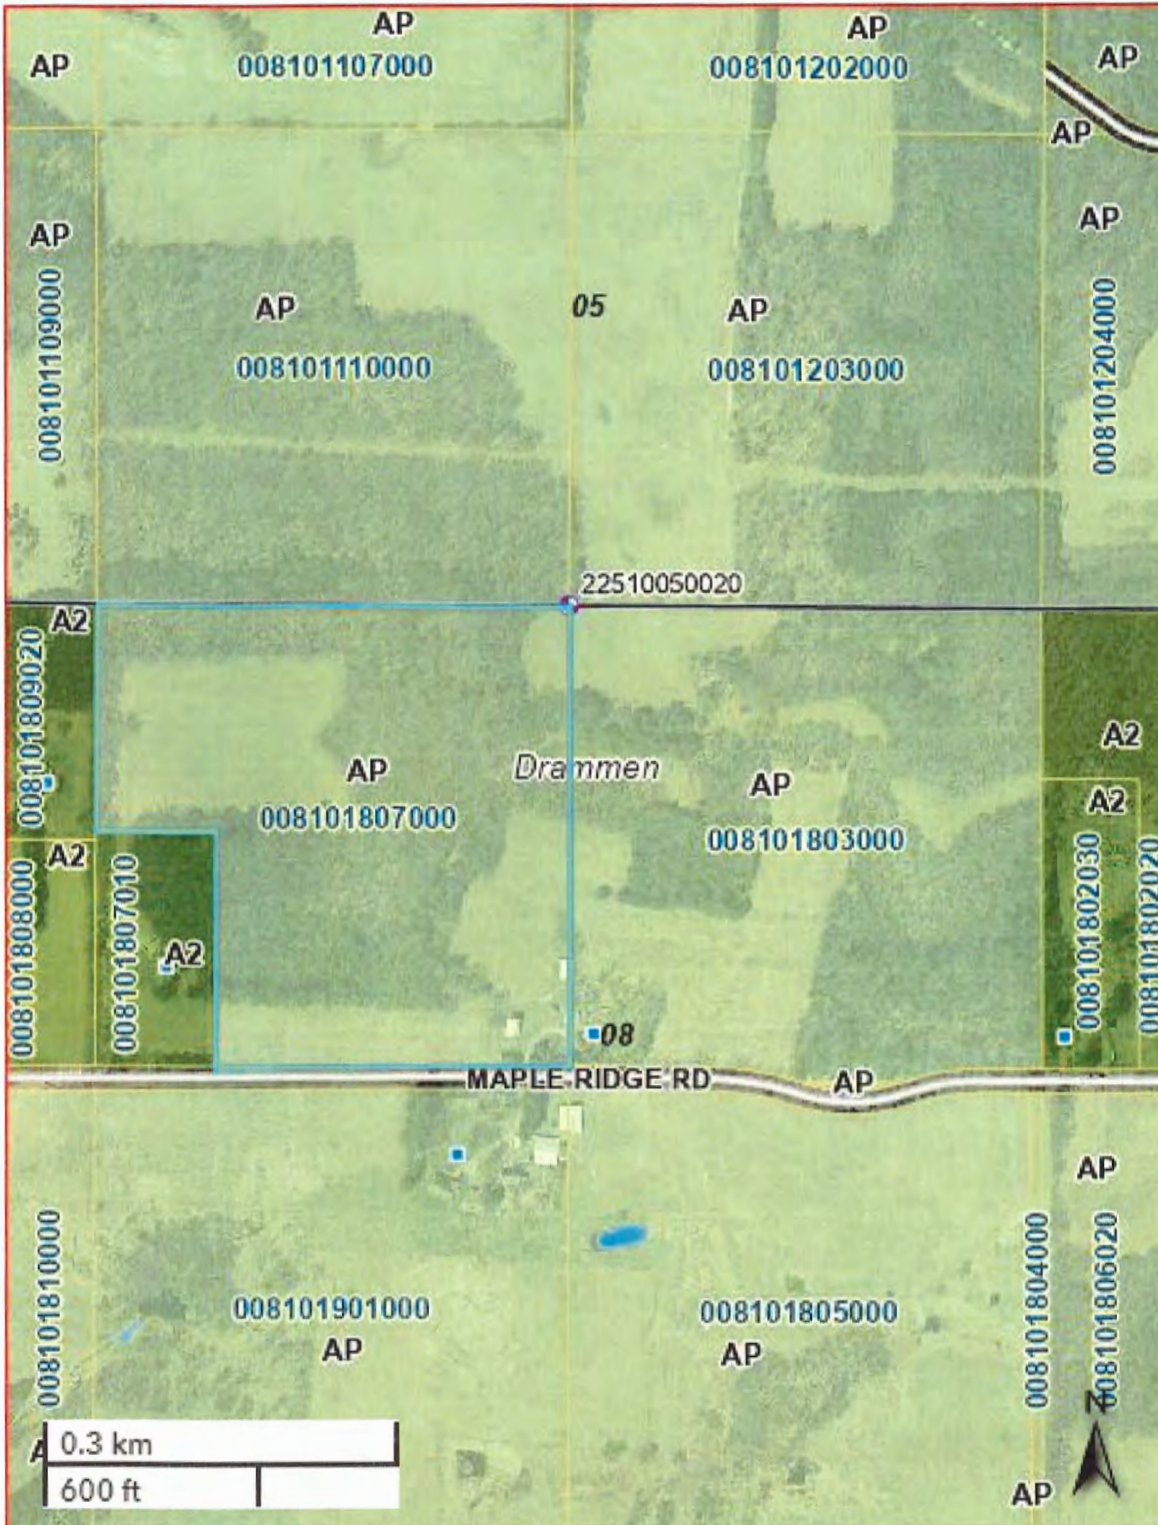 AP
AP
AP
008101107000
008101202000
AP
AP
AP
AP
008101109000
AP
008101110000
05
AP
008101203000
008101204000
22510050020
A2
008101809020
AP
008101807000
Drammen
AP
008101803000
A2
A2
A2
008101808000
008101807010
A2
008101802030
008101802020
08
MAPLE RIDGE RD
AP
AP
008101810000
008101901000
AP
008101805000
AP
008101804000
008101806020
N
0.3 km
600 ft
AP